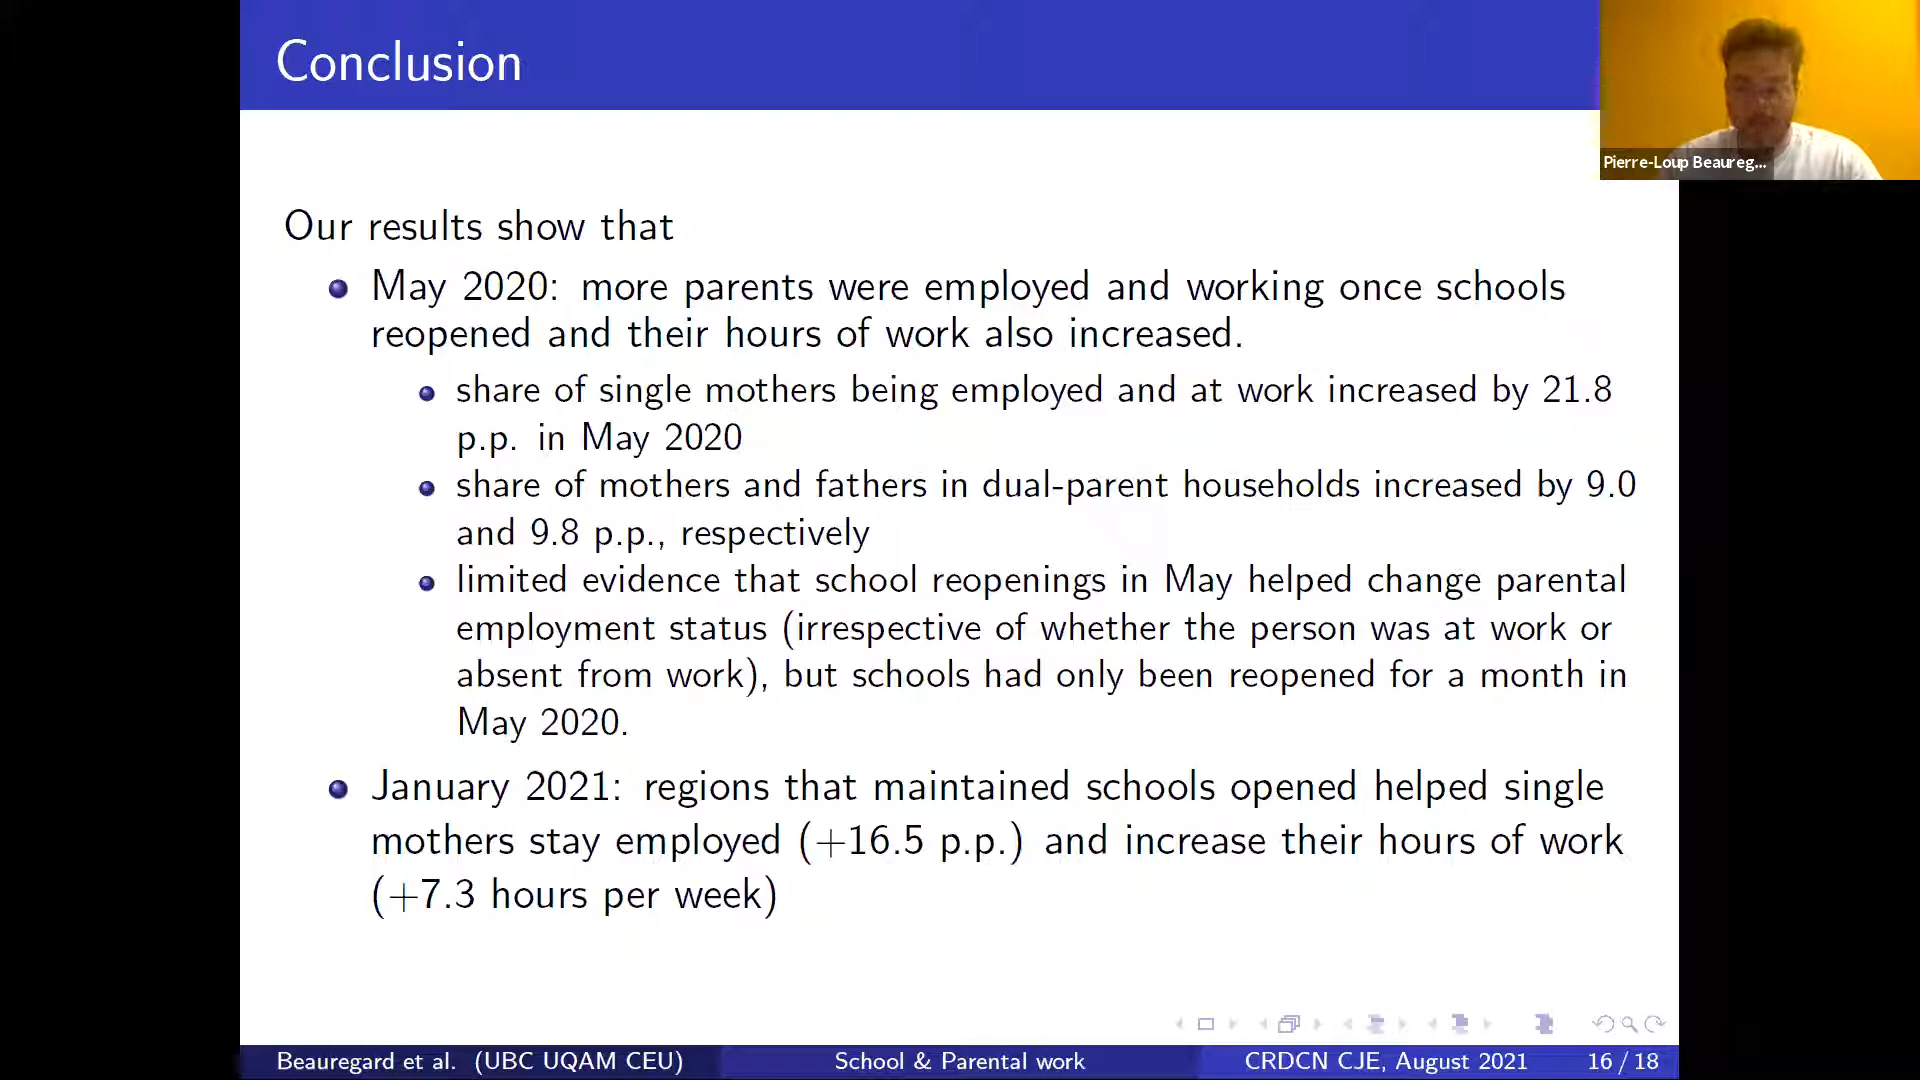 Conclusion
Pierre-Loup Beaureg...
Our results show that
May 2020: more parents were employed and working once schools
reopened and their hours of work also increased.
share of single mothers being employed and at work increased by 21.8
p.p. in May 2020
share of mothers and fathers in dual-parent households increased by 9.0
and 9.8 p.p., respectively
limited evidence that school reopenings in May helped change parental
employment status (irrespective of whether the person was at work or
absent from work), but schools had only been reopened for a month in
May 2020.
January 2021: regions that maintained schools opened helped single
mothers stay employed (+16.5 p.p.) and increase their hours of work
(+7.3 hours per week)
Beauregard et al. (UBC UQAM CEU) School & Parental work CRDCN CJE, August 2021 16 / 18